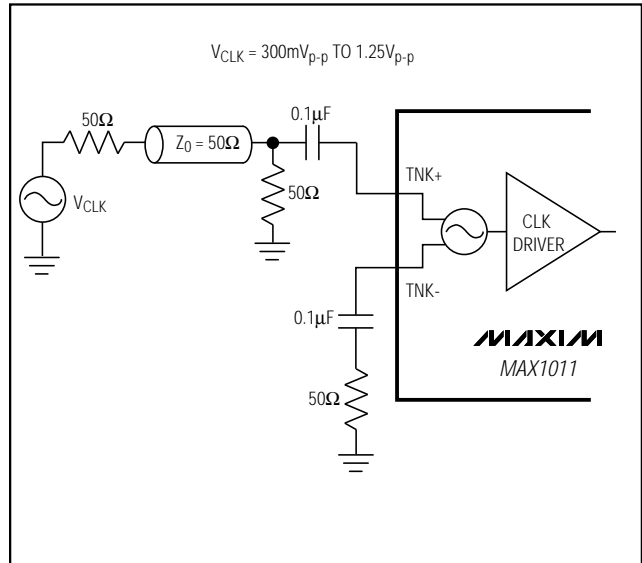 V_CLK = 300mV_p-p TO 1.25V_p-p
50Ω
Z_0 = 50Ω
0.1μF
50Ω
V_CLK
TNK+
CLK
DRIVER
TNK-
0.1μF
50Ω
MAXIM
MAX1011